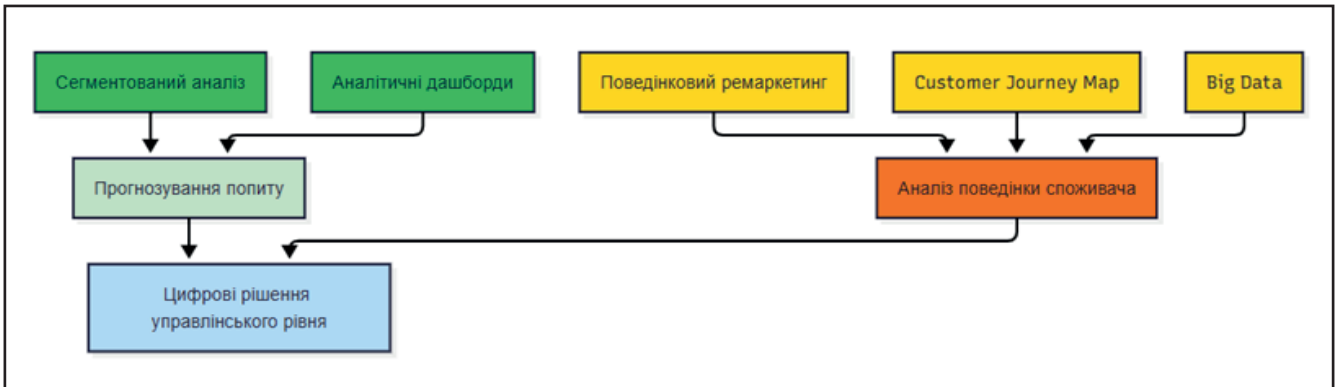 Сегментований аналіз
Аналітичні дашборди
Поведінковий ремаркетинг
Customer Journey Map
Big Data
Прогнозування попиту
Аналіз поведінки споживача
Цифрові рішення
управлінського рівня